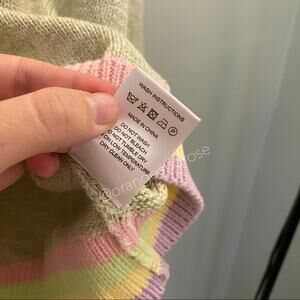 WASH INSTRUCTIONS
MADE IN CHINA
DO NOT WASH
DO NOT BLEACH
DO NOT TUMBLE DRY
ON LOW TEMPERATURE
DRY CLEAN ONLY